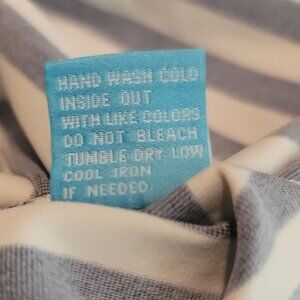 HAND WASH COLD
INSIDE OUT
WITH LIKE COLORS
DO NOT BLEACH
TUMBLE DRY LOW
COOL IRON
IF NEEDED